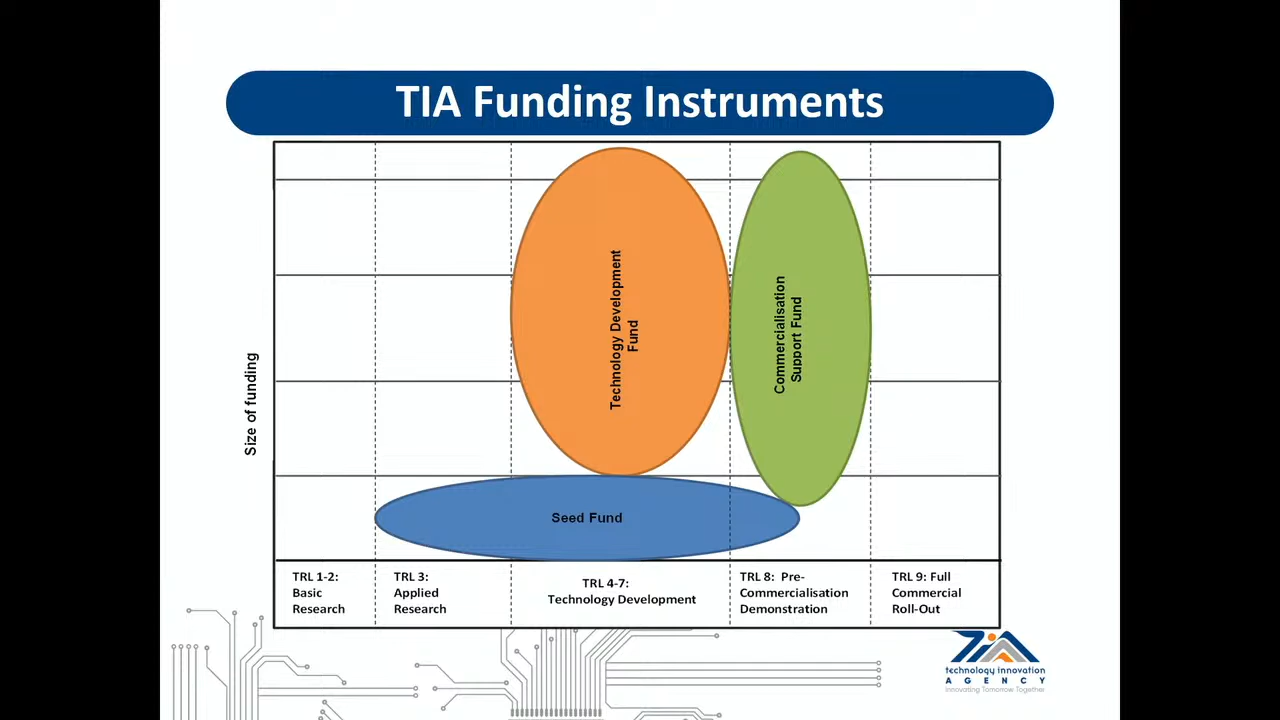 TIA Funding Instruments
Size of funding
Technology Development
Fund
Commercialisation
Support Fund
Seed Fund
TRL 1-2:
Basic
Research
TRL 3:
Applied
Research
TRL 4-7:
Technology Development
TRL 8: Pre-
Commercialisation
Demonstration
TRL 9: Full
Commercial
Roll-Out
TIA
technology innovation
AGENCY
Innovating Tomorrow Together